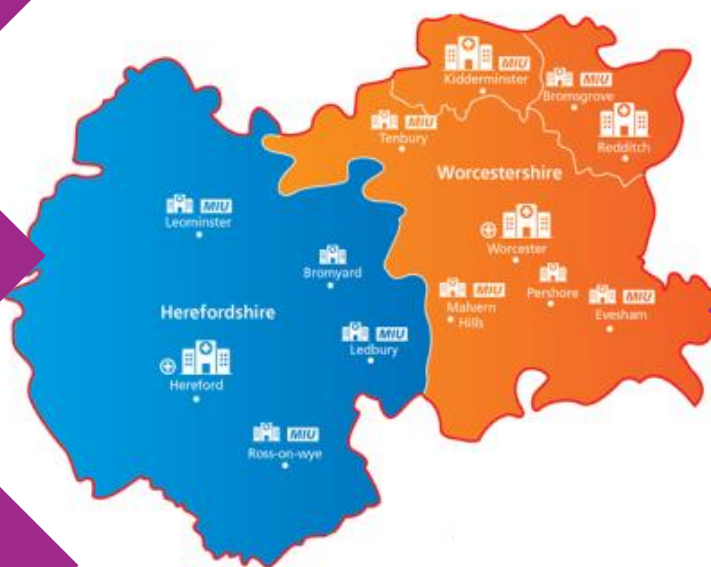 MIU
Kidderminster
MIU
Bromsgrove
MIU
Tenbury
Redditch
Worcestershire
MIU
Leominster
Worcester
Bromyard
MIU
Malvern
Hills
Pershore
MIU
Evesham
Herefordshire
MIU
Ledbury
Hereford
MIU
Ross-on-wye